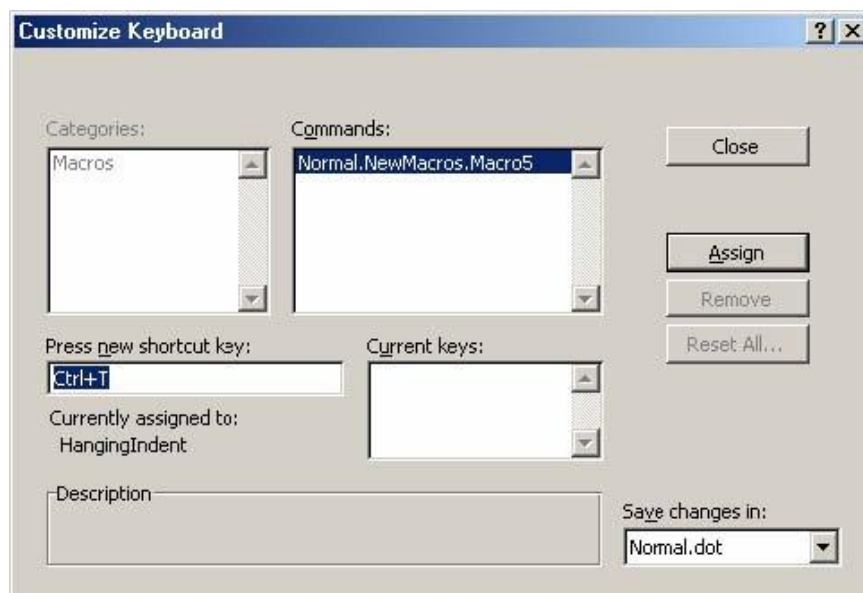 Customize Keyboard
Categories:
Commands:
Macros
Normal.NewMacros.Macro5
Close
Assign
Remove
Reset All...
Press new shortcut key:
Current keys:
Ctrl+T
Currently assigned to:
HangingIndent
Description
Save changes in:
Normal.dot